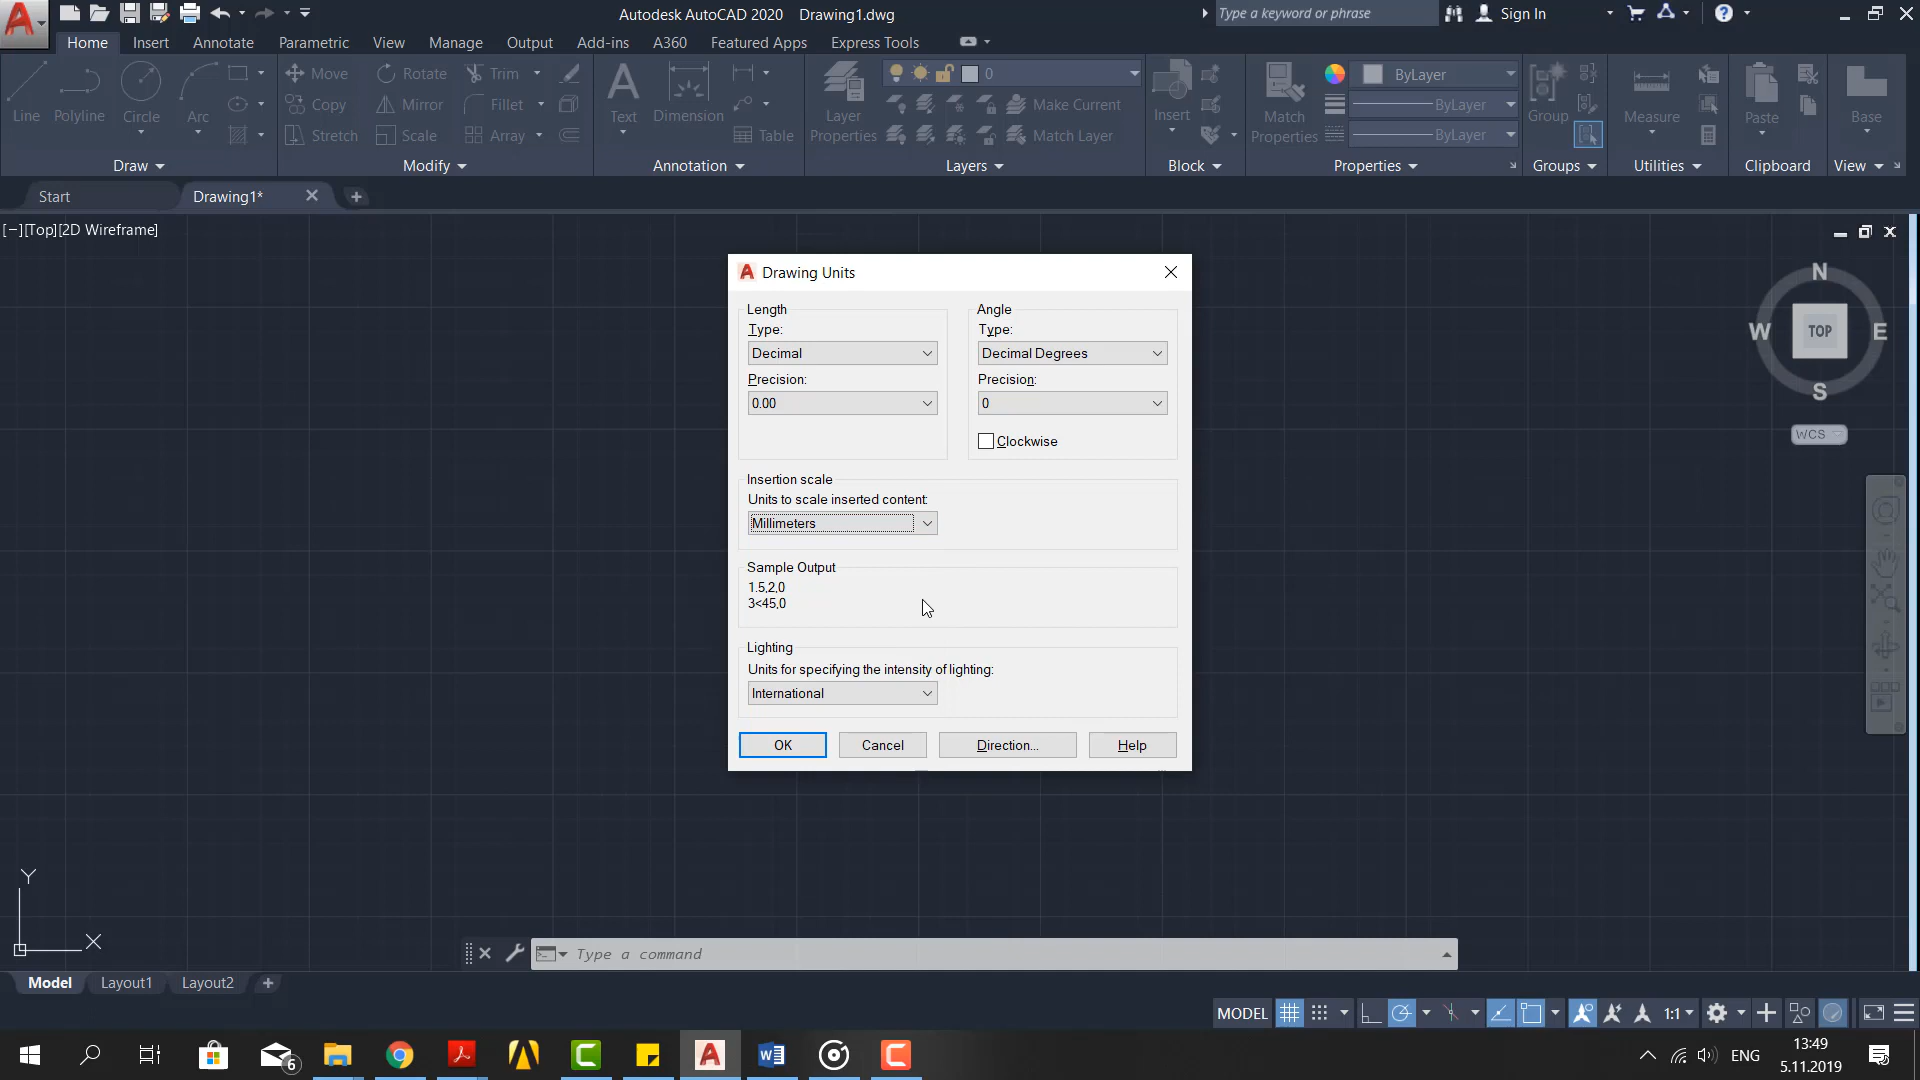 Autodesk AutoCAD 2020 Drawing1.dwg
Type a keyword or phrase
Sign In
Home Insert Annotate Parametric View Manage Output Add-ins A360 Featured Apps Express Tools
Line
Polyline
Circle
Arc
Draw
Move
Rotate
Trim
Copy
Mirror
Fillet
Stretch
Scale
Array
Modify
Text
Dimension
Table
Annotation
Layer
Properties
0
Make Current
Match Layer
Layers
Insert
Block
Match
Properties
ByLayer
ByLayer
ByLayer
Properties
Group
Groups
Measure
Utilities
Paste
Clipboard
Base
View
Start
Drawing1*
[−][Top][2D Wireframe]
N
W
TOP
E
S
WCS
Drawing Units
Length
Type:
Decimal
Precision:
0.00
Angle
Type:
Decimal Degrees
Precision:
0
Clockwise
Insertion scale
Units to scale inserted content:
Millimeters
Sample Output
1.5,2,0
3<45,0
Lighting
Units for specifying the intensity of lighting:
International
OK Cancel Direction... Help
Y
X
Type a command
Model Layout1 Layout2
MODEL
1:1
6
ENG
13:49
5.11.2019